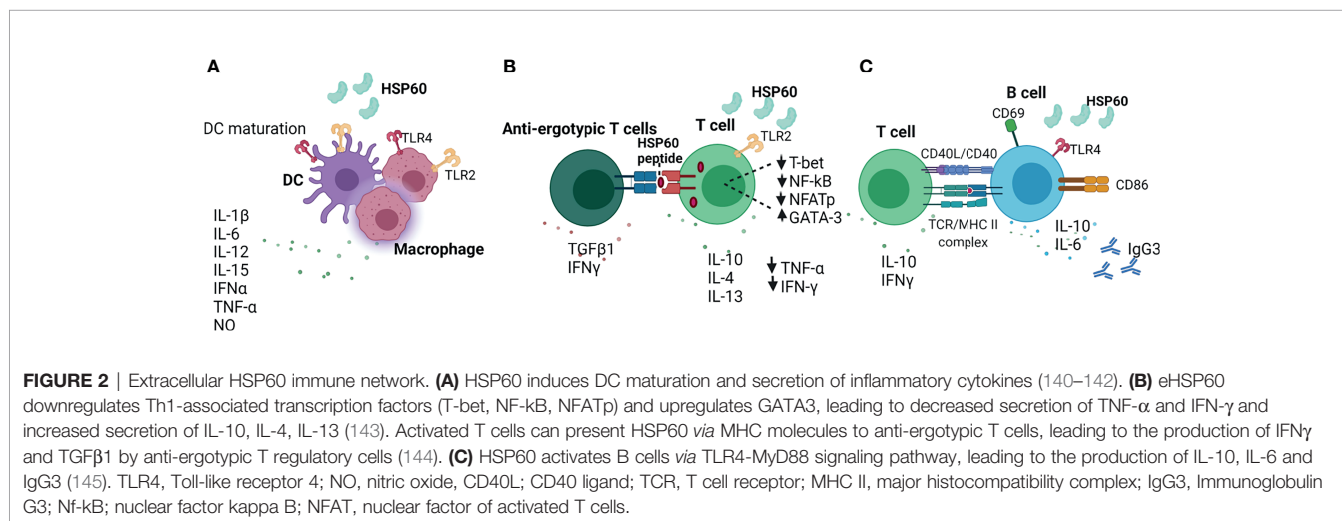 A
HSP60
DC maturation
TLR4
DC
TLR2
Macrophage
IL-1β
IL-6
IL-12
IL-15
IFNα
TNF-α
NO
B
HSP60
Anti-ergotypic T cells
T cell
HSP60
peptide
TLR2
T-bet
NF-kB
NFATp
GATA-3
TGFβ1
IFNγ
IL-10
IL-4
IL-13
TNF-α
IFN-γ
C
B cell
HSP60
CD69
T cell
CD40L/CD40
TLR4
CD86
TCR/MHC II
complex
IL-10
IL-6
IgG3
IL-10
IFNγ
FIGURE 2 | Extracellular HSP60 immune network. (A) HSP60 induces DC maturation and secretion of inflammatory cytokines (140–142). (B) eHSP60
downregulates Th1-associated transcription factors (T-bet, NF-kB, NFATp) and upregulates GATA3, leading to decreased secretion of TNF-α and IFN-γ and
increased secretion of IL-10, IL-4, IL-13 (143). Activated T cells can present HSP60 via MHC molecules to anti-ergotypic T cells, leading to the production of IFNγ
and TGFβ1 by anti-ergotypic T regulatory cells (144). (C) HSP60 activates B cells via TLR4-MyD88 signaling pathway, leading to the production of IL-10, IL-6 and
IgG3 (145). TLR4, Toll-like receptor 4; NO, nitric oxide, CD40L; CD40 ligand; TCR, T cell receptor; MHC II, major histocompatibility complex; IgG3, Immunoglobulin
G3; Nf-kB; nuclear factor kappa B; NFAT, nuclear factor of activated T cells.